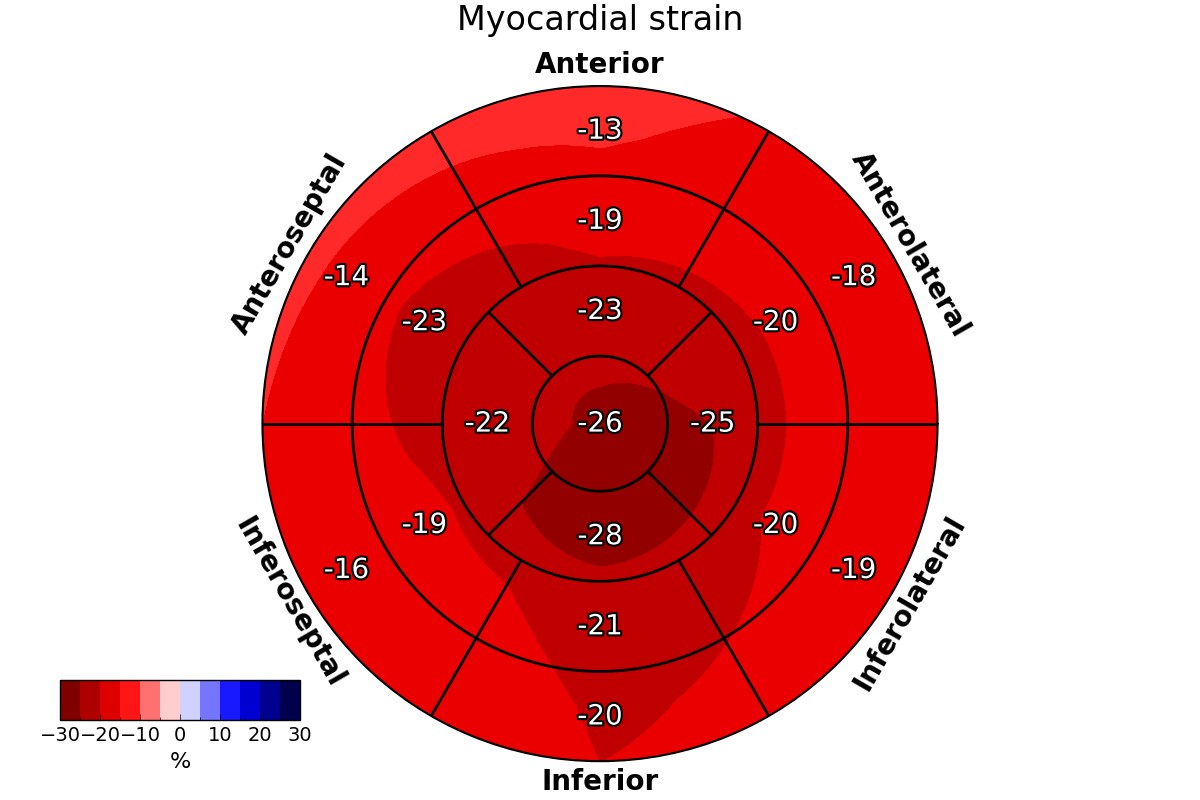 Myocardial strain
Anterior
-13
Anteroseptal
Anterolateral
-19
-14
-18
-23
-23
-20
-22
-26
-25
-19
-28
-20
-16
-19
Inferoseptal
Inferolateral
-21
-20
−30 −20 −10 0 10 20 30
%
Inferior